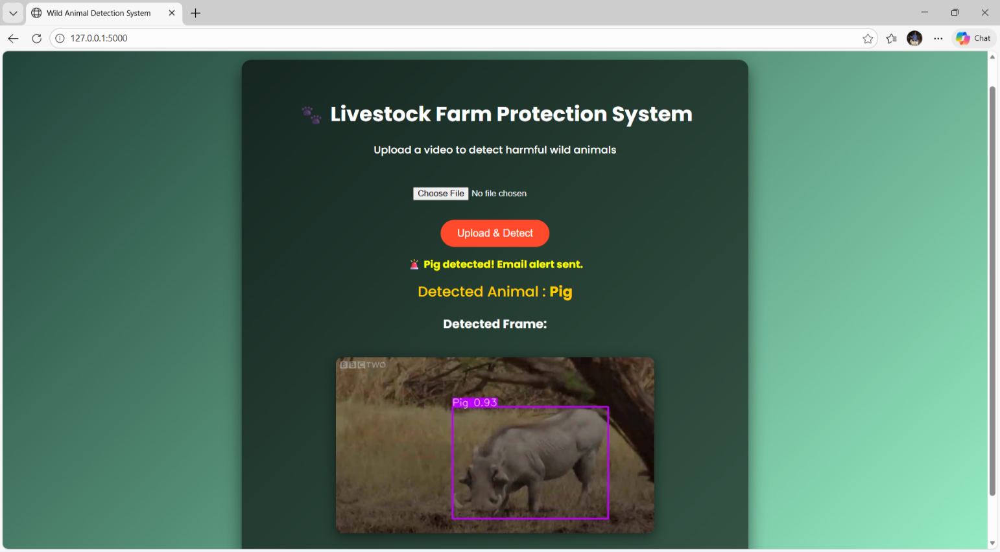 Wild Animal Detection System
127.0.0.1:5000
Chat
Livestock Farm Protection System
Upload a video to detect harmful wild animals
Choose File No file chosen
Upload & Detect
Pig detected! Email alert sent.
Detected Animal : Pig
Detected Frame:
BBC TWO
Pig 0.93